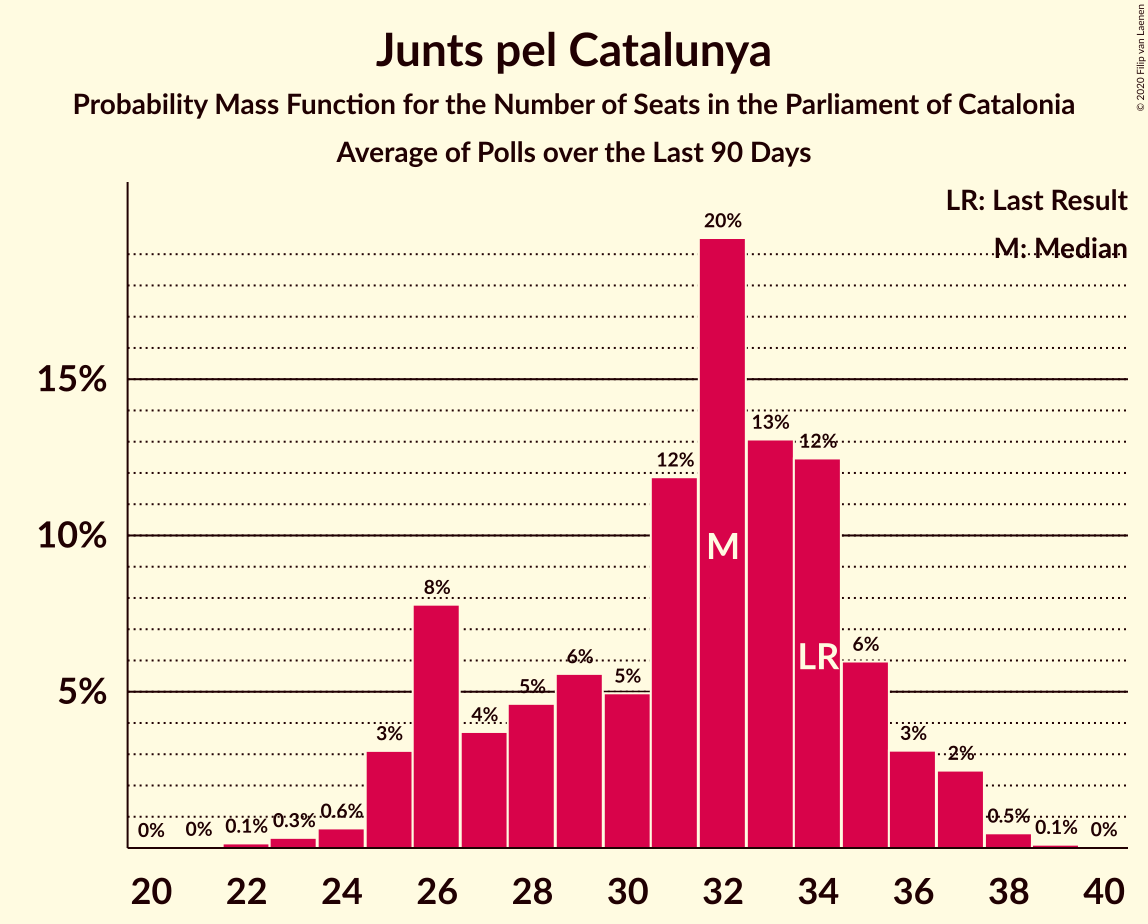 Junts pel Catalunya
Probability Mass Function for the Number of Seats in the Parliament of Catalonia
Average of Polls over the Last 90 Days
© 2020 Filip van Laenen
LR: Last Result
M: Median
15%
10%
5%
0%
0%
0.1%
0.3%
0.6%
3%
8%
4%
5%
6%
5%
12%
20%
13%
12%
6%
3%
2%
0.5%
0.1%
0%
M
LR
20 22 24 26 28 30 32 34 36 38 40